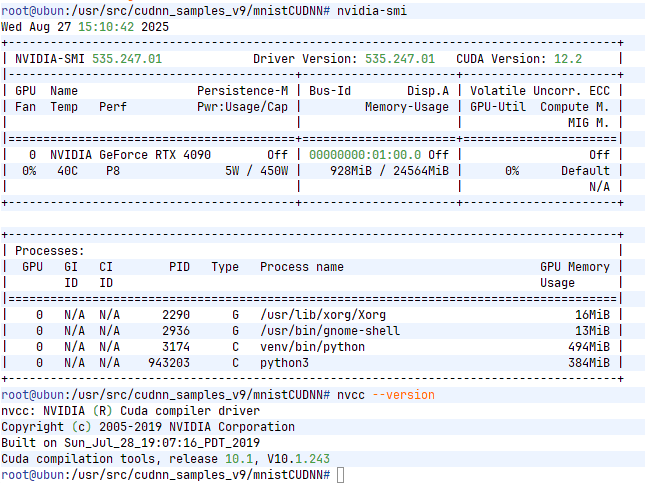 root@ubun:/usr/src/cudnn_samples_v9/mnistCUDNN# nvidia-smi
Wed Aug 27 15:10:42 2025
+---------------------------------------------------------------------------------------+
| NVIDIA-SMI 535.247.01             Driver Version: 535.247.01   CUDA Version: 12.2     |
|-----------------------------------------+----------------------+----------------------+
| GPU  Name                 Persistence-M | Bus-Id        Disp.A | Volatile Uncorr. ECC |
| Fan  Temp   Perf          Pwr:Usage/Cap |         Memory-Usage | GPU-Util  Compute M. |
|                                         |                      |               MIG M. |
|=========================================+======================+======================|
|   0  NVIDIA GeForce RTX 4090        Off | 00000000:01:00.0 Off |                  Off |
|  0%   40C    P8               5W / 450W |    928MiB / 24564MiB |      0%      Default |
|                                         |                      |                  N/A |
+-----------------------------------------+----------------------+----------------------+
+---------------------------------------------------------------------------------------+
| Processes:                                                                            |
|  GPU   GI   CI        PID   Type   Process name                            GPU Memory |
|        ID   ID                                                             Usage      |
|=======================================================================================|
|    0   N/A  N/A      2290      G   /usr/lib/xorg/Xorg                           16MiB |
|    0   N/A  N/A      2936      G   /usr/bin/gnome-shell                         13MiB |
|    0   N/A  N/A      3174      C   venv/bin/python                             494MiB |
|    0   N/A  N/A    943203      C   python3                                     384MiB |
+---------------------------------------------------------------------------------------+
root@ubun:/usr/src/cudnn_samples_v9/mnistCUDNN# nvcc --version
nvcc: NVIDIA (R) Cuda compiler driver
Copyright (c) 2005-2019 NVIDIA Corporation
Built on Sun_Jul_28_19:07:16_PDT_2019
Cuda compilation tools, release 10.1, V10.1.243
root@ubun:/usr/src/cudnn_samples_v9/mnistCUDNN#